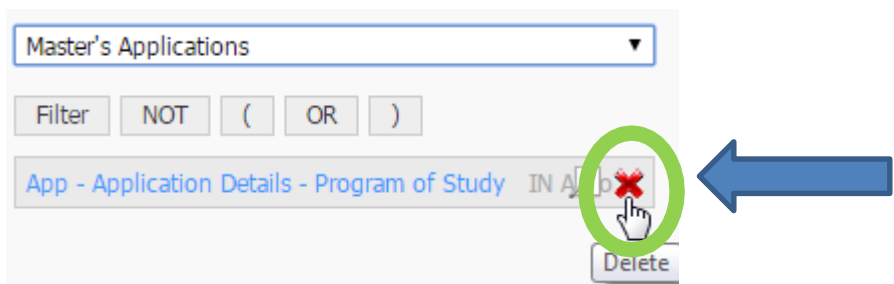 Master's Applications
Filter NOT ( OR )
App - Application Details - Program of Study IN
Delete